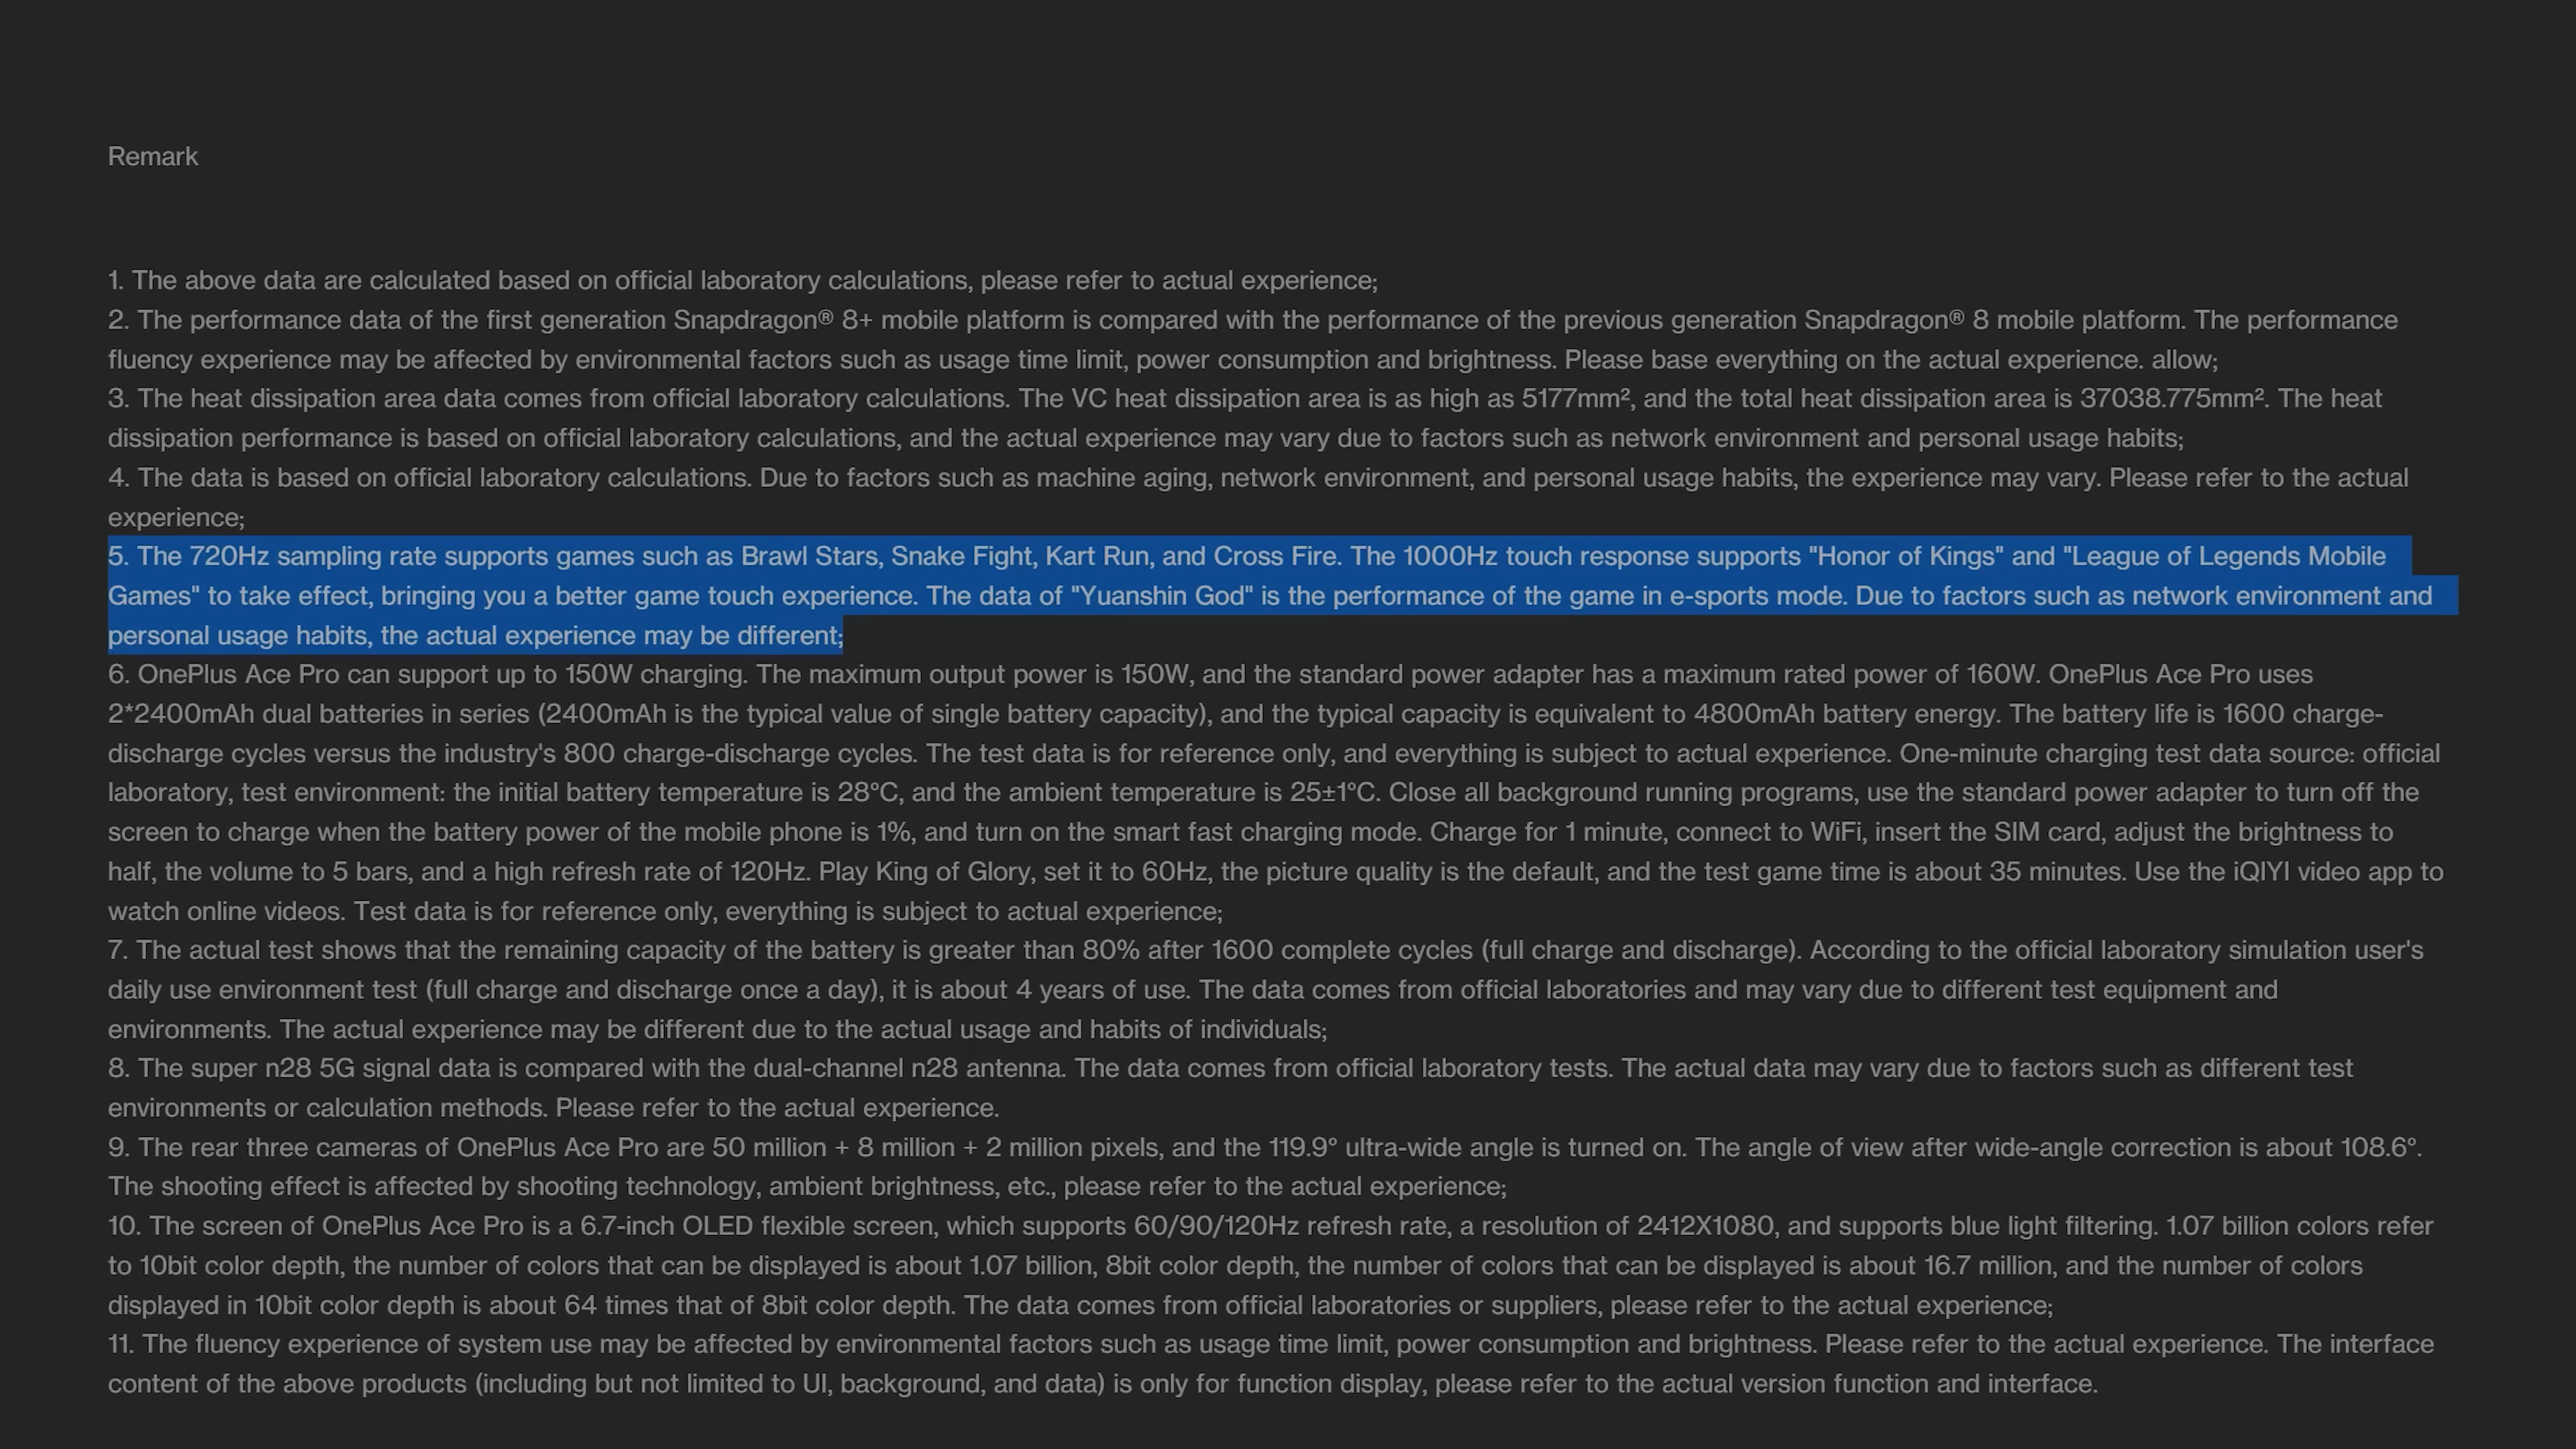 Remark
1. The above data are calculated based on official laboratory calculations, please refer to actual experience;
2. The performance data of the first generation Snapdragon® 8+ mobile platform is compared with the performance of the previous generation Snapdragon® 8 mobile platform. The performance
fluency experience may be affected by environmental factors such as usage time limit, power consumption and brightness. Please base everything on the actual experience. allow;
3. The heat dissipation area data comes from official laboratory calculations. The VC heat dissipation area is as high as 5177mm², and the total heat dissipation area is 37038.775mm². The heat
dissipation performance is based on official laboratory calculations, and the actual experience may vary due to factors such as network environment and personal usage habits;
4. The data is based on official laboratory calculations. Due to factors such as machine aging, network environment, and personal usage habits, the experience may vary. Please refer to the actual
experience;
5. The 720Hz sampling rate supports games such as Brawl Stars, Snake Fight, Kart Run, and Cross Fire. The 1000Hz touch response supports "Honor of Kings" and "League of Legends Mobile
Games" to take effect, bringing you a better game touch experience. The data of "Yuanshin God" is the performance of the game in e-sports mode. Due to factors such as network environment and
personal usage habits, the actual experience may be different;
6. OnePlus Ace Pro can support up to 150W charging. The maximum output power is 150W, and the standard power adapter has a maximum rated power of 160W. OnePlus Ace Pro uses
2*2400mAh dual batteries in series (2400mAh is the typical value of single battery capacity), and the typical capacity is equivalent to 4800mAh battery energy. The battery life is 1600 charge-
discharge cycles versus the industry's 800 charge-discharge cycles. The test data is for reference only, and everything is subject to actual experience. One-minute charging test data source: official
laboratory, test environment: the initial battery temperature is 28°C, and the ambient temperature is 25±1°C. Close all background running programs, use the standard power adapter to turn off the
screen to charge when the battery power of the mobile phone is 1%, and turn on the smart fast charging mode. Charge for 1 minute, connect to WiFi, insert the SIM card, adjust the brightness to
half, the volume to 5 bars, and a high refresh rate of 120Hz. Play King of Glory, set it to 60Hz, the picture quality is the default, and the test game time is about 35 minutes. Use the iQIYI video app to
watch online videos. Test data is for reference only, everything is subject to actual experience;
7. The actual test shows that the remaining capacity of the battery is greater than 80% after 1600 complete cycles (full charge and discharge). According to the official laboratory simulation user's
daily use environment test (full charge and discharge once a day), it is about 4 years of use. The data comes from official laboratories and may vary due to different test equipment and
environments. The actual experience may be different due to the actual usage and habits of individuals;
8. The super n28 5G signal data is compared with the dual-channel n28 antenna. The data comes from official laboratory tests. The actual data may vary due to factors such as different test
environments or calculation methods. Please refer to the actual experience.
9. The rear three cameras of OnePlus Ace Pro are 50 million + 8 million + 2 million pixels, and the 119.9° ultra-wide angle is turned on. The angle of view after wide-angle correction is about 108.6°.
The shooting effect is affected by shooting technology, ambient brightness, etc., please refer to the actual experience;
10. The screen of OnePlus Ace Pro is a 6.7-inch OLED flexible screen, which supports 60/90/120Hz refresh rate, a resolution of 2412X1080, and supports blue light filtering. 1.07 billion colors refer
to 10bit color depth, the number of colors that can be displayed is about 1.07 billion, 8bit color depth, the number of colors that can be displayed is about 16.7 million, and the number of colors
displayed in 10bit color depth is about 64 times that of 8bit color depth. The data comes from official laboratories or suppliers, please refer to the actual experience;
11. The fluency experience of system use may be affected by environmental factors such as usage time limit, power consumption and brightness. Please refer to the actual experience. The interface
content of the above products (including but not limited to UI, background, and data) is only for function display, please refer to the actual version function and interface.